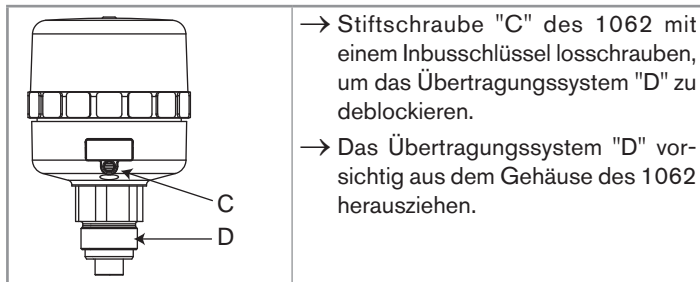 C
D
→ Stiftschraube "C" des 1062 mit
einem Inbusschlüssel losschrauben,
um das Übertragungssystem "D" zu
deblockieren.
→ Das Übertragungssystem "D" vor-
sichtig aus dem Gehäuse des 1062
herausziehen.